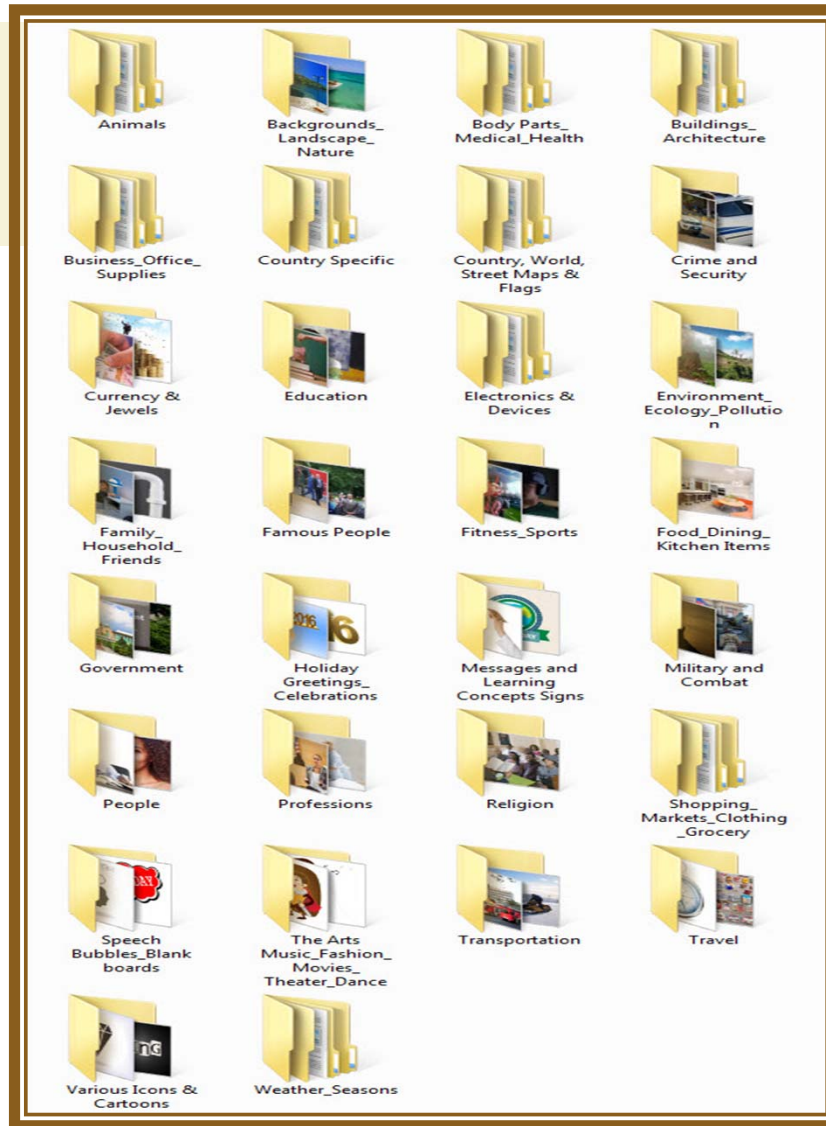 Animals
Backgrounds_
Landscape_
Nature
Body Parts_
Medical_Health
Buildings_
Architecture
Business_Office_
Supplies
Country Specific
Country, World,
Street Maps &
Flags
Crime and
Security
Currency &
Jewels
Education
Electronics &
Devices
Environment_
Ecology_Pollutio
n
Family_
Household_
Friends
Famous People
Fitness_Sports
Food_Dining_
Kitchen Items
Government
2016
16
Holiday
Greetings_
Celebrations
Messages and
Learning
Concepts Signs
Military and
Combat
People
Professions
Religion
Shopping_
Markets_Clothing
_Grocery
Speech
Bubbles_Blank
boards
The Arts
Music_Fashion_
Movies_
Theater_Dance
Transportation
Travel
Various Icons &
Cartoons
Weather_Seasons